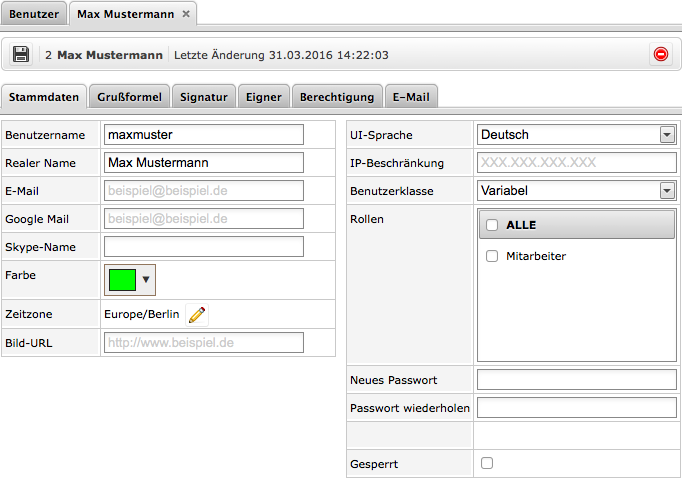 Benutzer
Max Mustermann
2 Max Mustermann
Letzte Änderung 31.03.2016 14:22:03
Stammdaten
Grußformel
Signatur
Eigner
Berechtigung
E-Mail
Benutzername maxmuster
Realer Name Max Mustermann
E-Mail beispiel@beispiel.de
Google Mail beispiel@beispiel.de
Skype-Name
Farbe
Zeitzone Europe/Berlin
Bild-URL http://www.beispiel.de
UI-Sprache Deutsch
IP-Beschränkung XXX.XXX.XXX.XXX
Benutzerklasse Variabel
Rollen ALLE
Mitarbeiter
Neues Passwort
Passwort wiederholen
Gesperrt